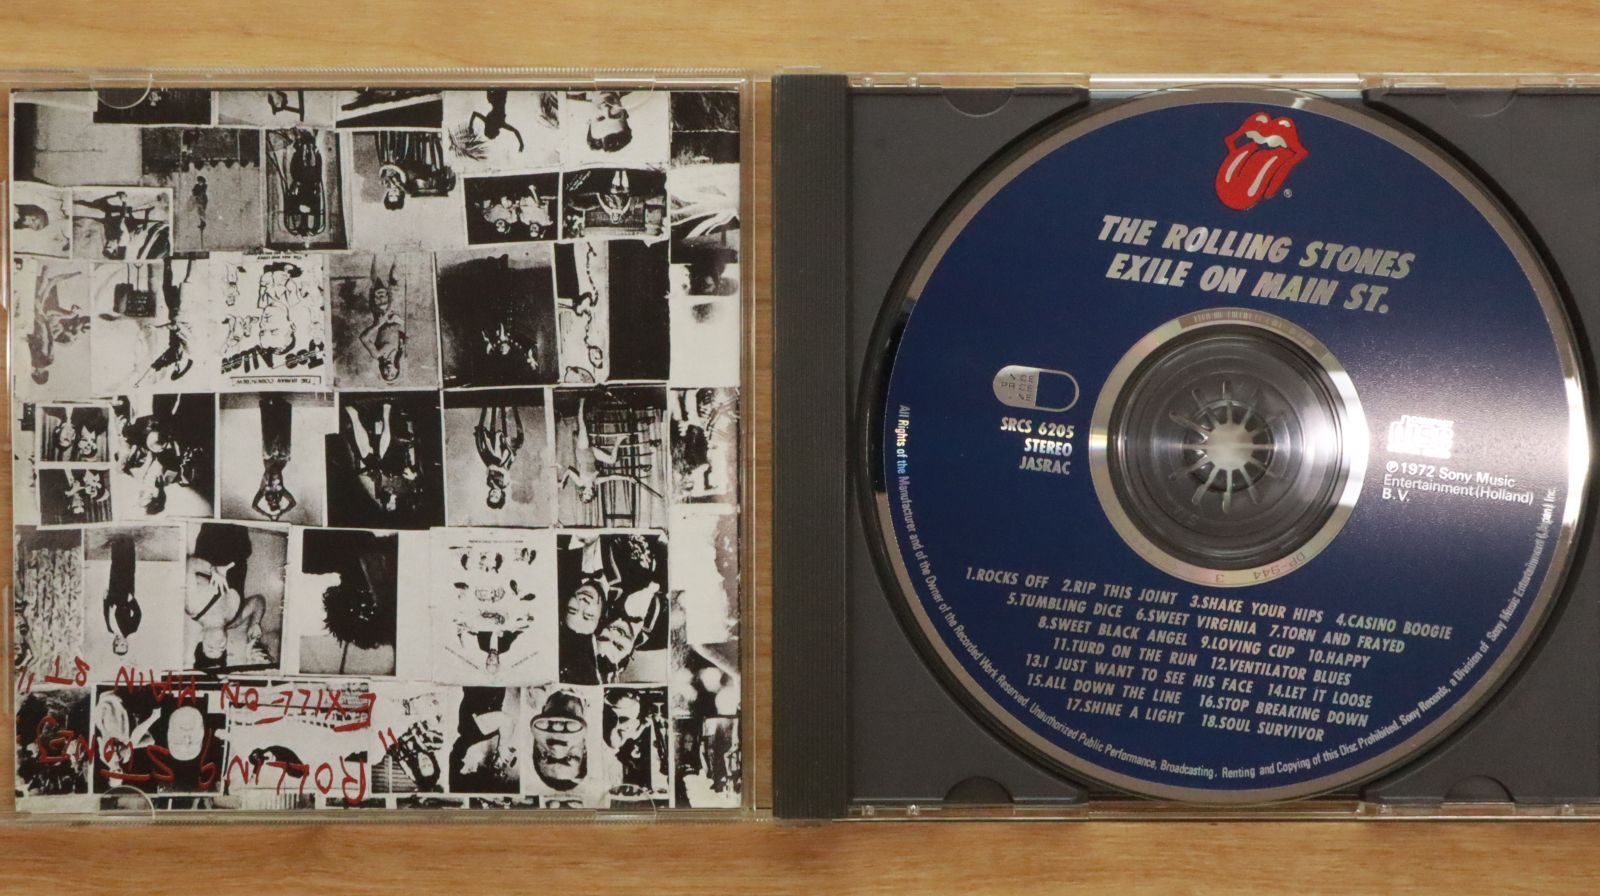 ROLLING STONES
"EXILE ON MAIN ST"
THE ROLLING STONES
EXILE ON MAIN ST.
NICE
PRICE
LINE
SRCS 6205
STEREO
JASRAC
℗1972 Sony Music
Entertainment (Holland)
B.V.
DP-944 3
1.ROCKS OFF 2.RIP THIS JOINT 3.SHAKE YOUR HIPS 4.CASINO BOOGIE
5.TUMBLING DICE 6.SWEET VIRGINIA 7.TORN AND FRAYED
8.SWEET BLACK ANGEL 9.LOVING CUP 10.HAPPY
11.TURD ON THE RUN 12.VENTILATOR BLUES
13.I JUST WANT TO SEE HIS FACE 14.LET IT LOOSE
15.ALL DOWN THE LINE 16.STOP BREAKING DOWN
17.SHINE A LIGHT 18.SOUL SURVIVOR
All Rights of the Manufacturer and of the Owner of the Recorded Work Reserved. Unauthorized Public Performance, Broadcasting, Renting and Copying of this Disc Prohibited. Sony Records, a Division of Sony Music Entertainment (Japan) Inc.